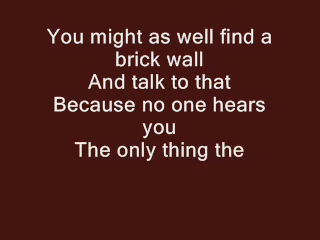 You might as well find a
brick wall
And talk to that
Because no one hears
you
The only thing the